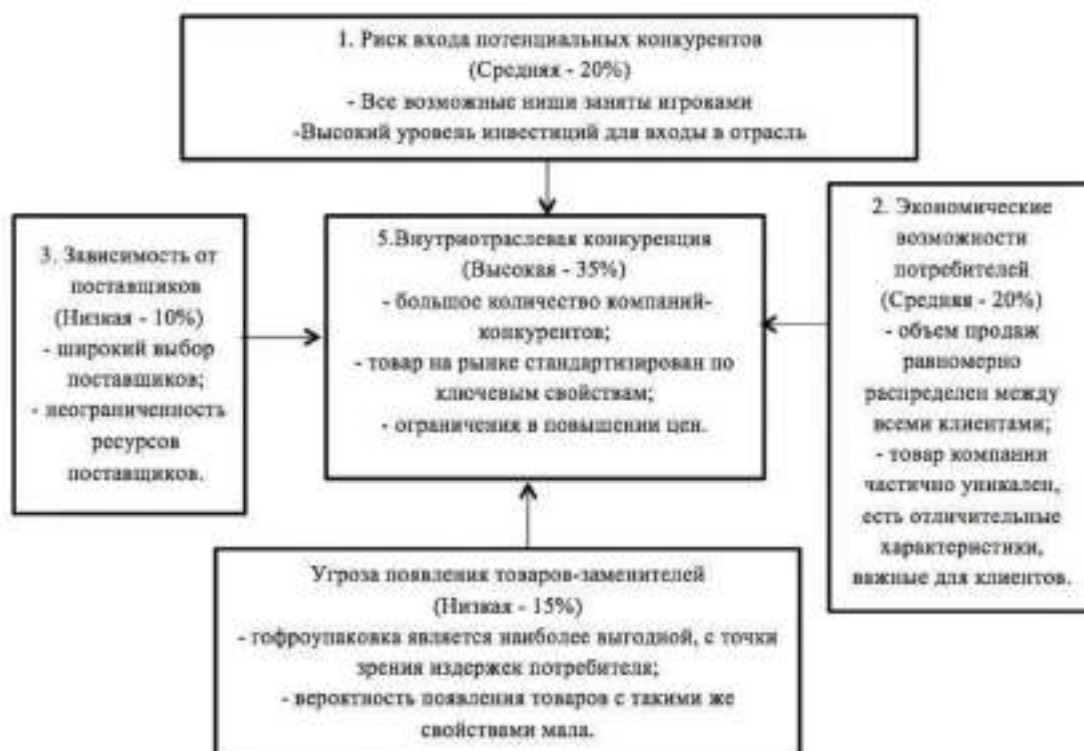 1. Риск входа потенциальных конкурентов
(Средняя - 20%)
- Все возможные ниши заняты игроками
-Высокий уровень инвестиций для входы в отрасль
3. Зависимость от
поставщиков
(Низкая - 10%)
- широкий выбор
поставщиков;
- неограниченность
ресурсов
поставщиков.
5.Внутриотраслевая конкуренция
(Высокая - 35%)
- большое количество компаний-
конкурентов;
- товар на рынке стандартизирован по
ключевым свойствам;
- ограничения в повышении цен.
2. Экономические
возможности
потребителей
(Средняя - 20%)
- объем продаж
равномерно
распределен между
всеми клиентами;
- товар компании
частично уникален,
есть отличительные
характеристики,
важные для клиентов.
Угроза появления товаров-заменителей
(Низкая - 15%)
- гофроупаковка является наиболее выгодной, с точки
зрения издержек потребителя;
- вероятность появления товаров с такими же
свойствами мала.